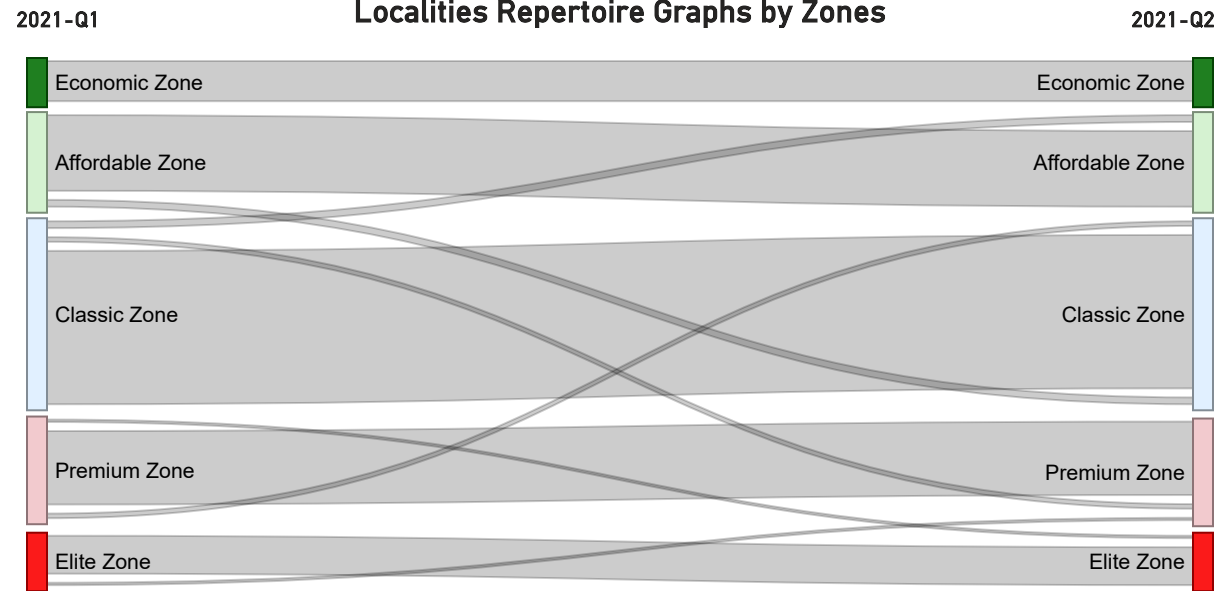 Localities Repertoire Graphs by Zones
2021-Q1
2021-Q2
Economic Zone
Economic Zone
Affordable Zone
Affordable Zone
Classic Zone
Classic Zone
Premium Zone
Premium Zone
Elite Zone
Elite Zone